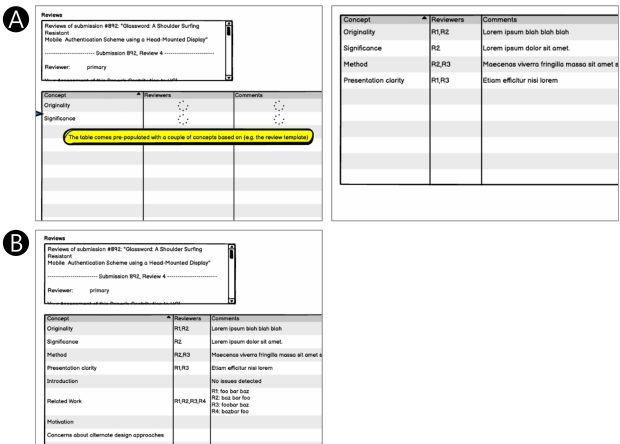 A
Reviews
Reviews of submission #892: "Glassword: A Shoulder Surfing
Resistant
Mobile Authentication Scheme using a Head-Mounted Display"
---------------------- Submission 892, Review 4 ----------------------
Reviewer: primary
Concept Reviewers Comments
Originality
Significance
The table comes pre-populated with a couple of concepts based on (e.g. the review template)
Concept Reviewers Comments
Originality R1,R2 Lorem ipsum blah blah blah
Significance R2 Lorem ipsum dolor sit amet.
Method R2,R3 Maecenas viverra fringilla massa sit amet a
Presentation clarity R1,R3 Etiam efficitur nisi lorem
B
Reviews
Reviews of submission #892: "Glassword: A Shoulder Surfing
Resistant
Mobile Authentication Scheme using a Head-Mounted Display"
---------------------- Submission 892, Review 4 ----------------------
Reviewer: primary
Concept Reviewers Comments
Originality R1,R2 Lorem ipsum blah blah blah
Significance R2 Lorem ipsum dolor sit amet.
Method R2,R3 Maecenas viverra fringilla massa sit amet a
Presentation clarity R1,R3 Etiam efficitur nisi lorem
Introduction No issues detected
R1: foo bar baz
R2: baz bar foo
Related Work R1,R2,R3,R4 R3: foobar baz
R4: bazbar foo
Motivation
Concerns about alternate design approaches